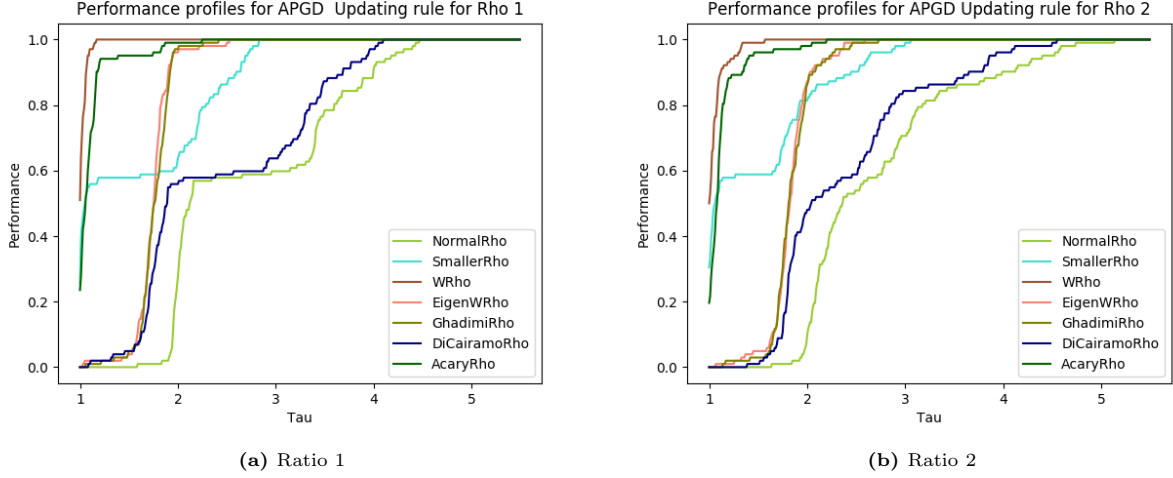 Performance profiles for APGD  Updating rule for Rho 1
1.0
0.8
0.6
0.4
0.2
0.0
Performance
1 2 3 4 5
Tau
NormalRho
SmallerRho
WRho
EigenWRho
GhadimiRho
DiCairamoRho
AcaryRho
(a) Ratio 1
Performance profiles for APGD Updating rule for Rho 2
1.0
0.8
0.6
0.4
0.2
0.0
Performance
1 2 3 4 5
Tau
NormalRho
SmallerRho
WRho
EigenWRho
GhadimiRho
DiCairamoRho
AcaryRho
(b) Ratio 2